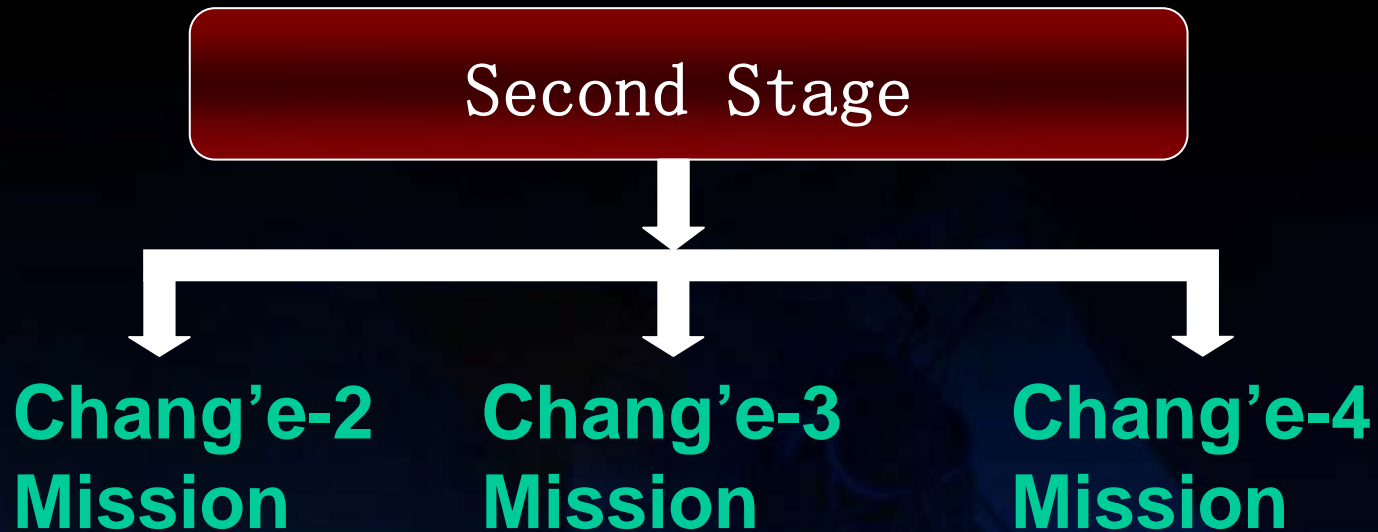 Second Stage
Chang’e-2
Mission
Chang’e-3
Mission
Chang’e-4
Mission